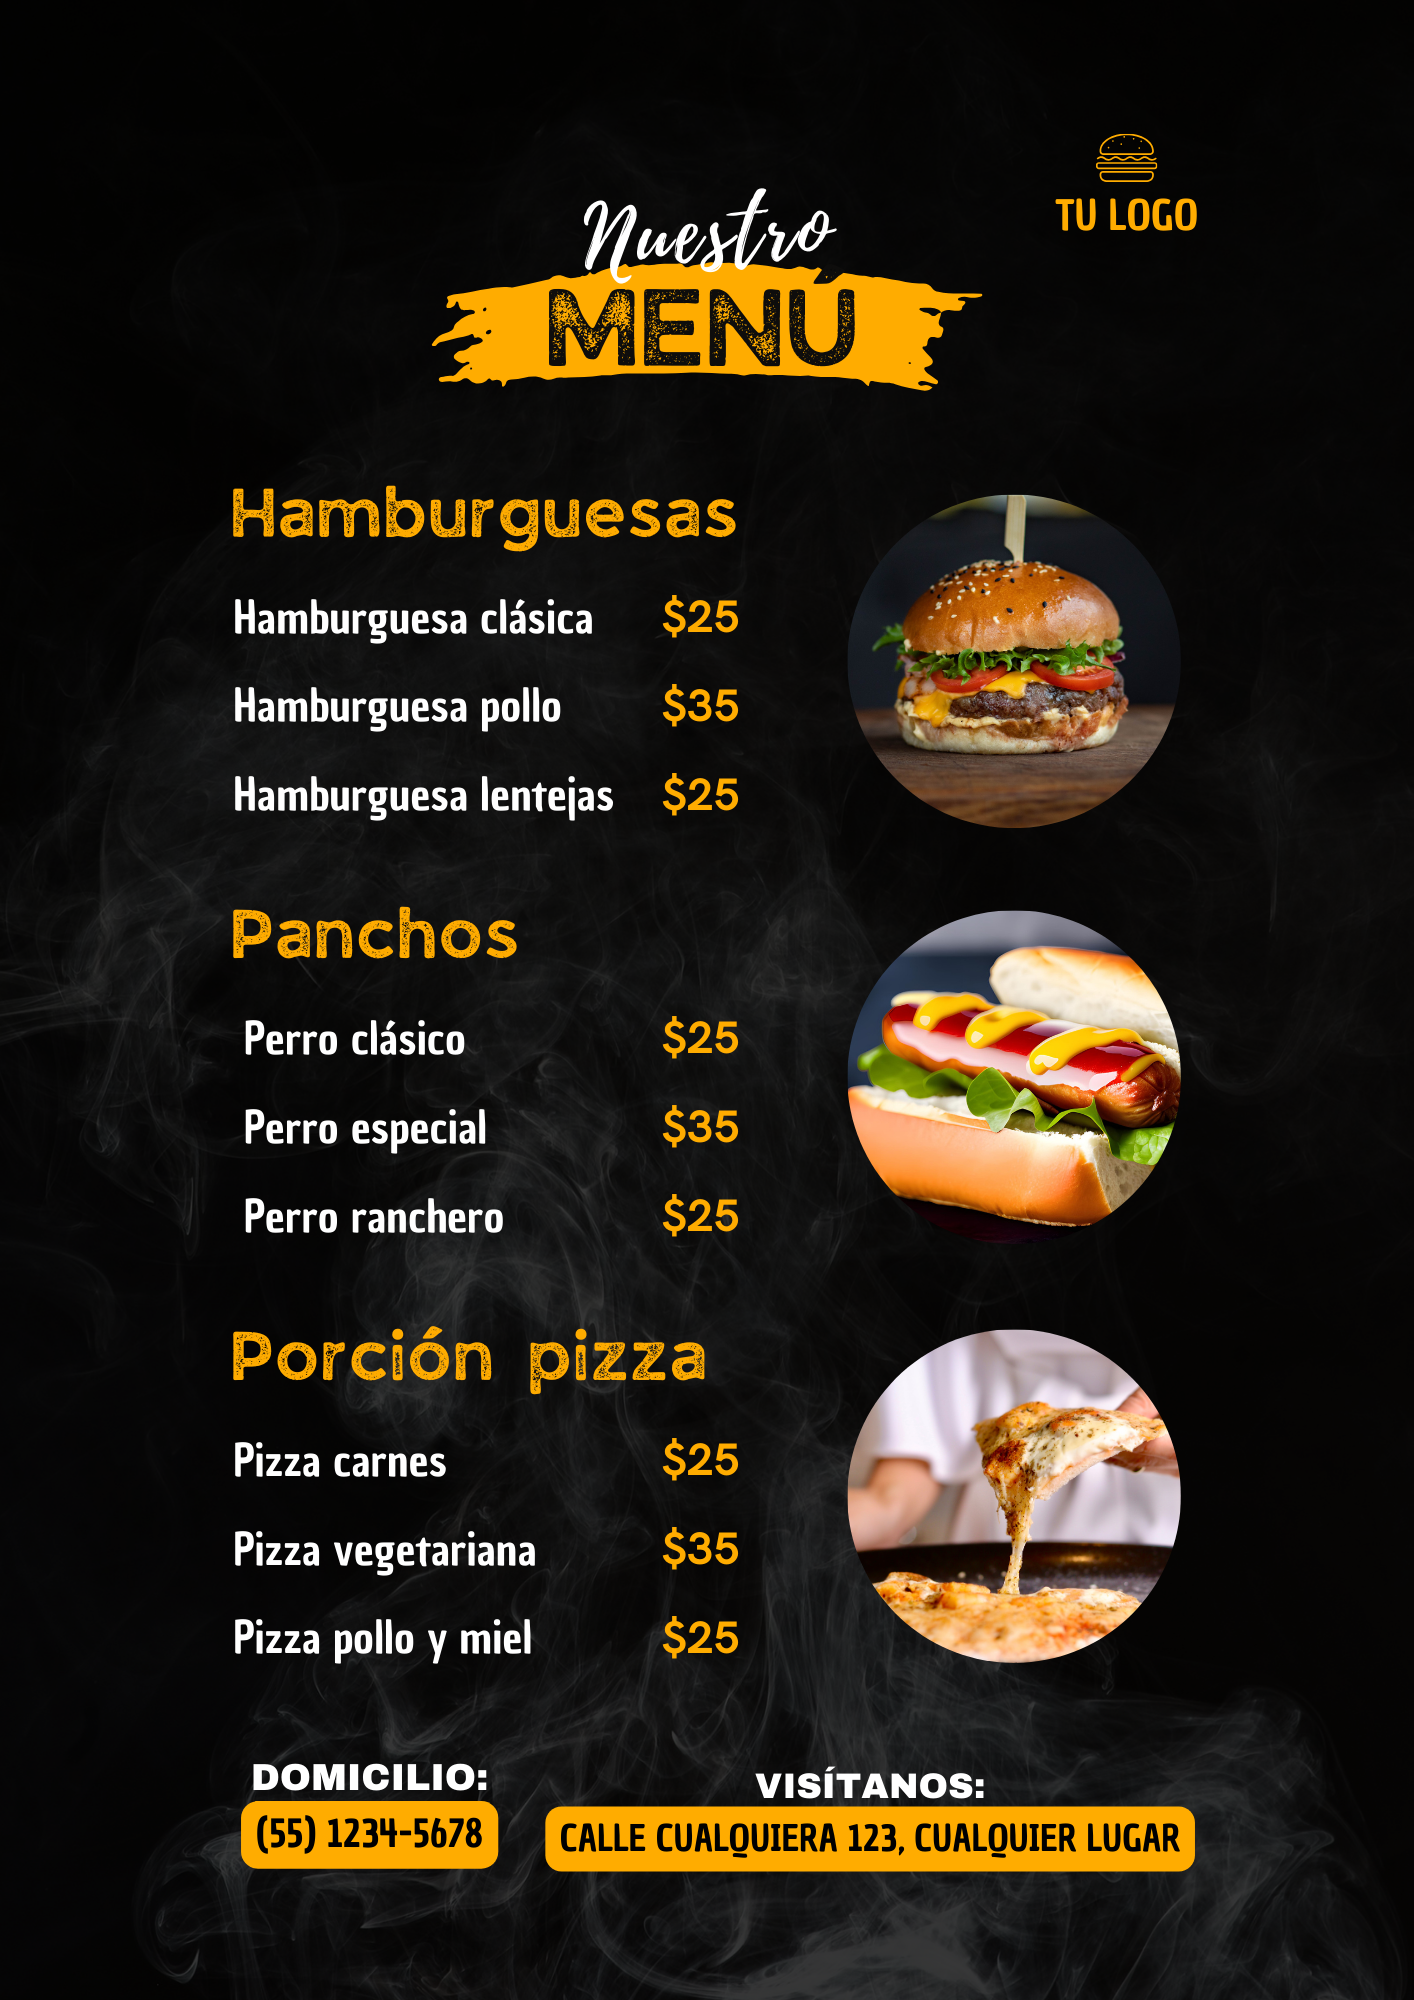 TU LOGO
Nuestro
MENÚ
Hamburguesas
Hamburguesa clásica $25
Hamburguesa pollo $35
Hamburguesa lentejas $25
Panchos
Perro clásico $25
Perro especial $35
Perro ranchero $25
Porción pizza
Pizza carnes $25
Pizza vegetariana $35
Pizza pollo y miel $25
DOMICILIO:
(55) 1234-5678
VISÍTANOS:
CALLE CUALQUIERA 123, CUALQUIER LUGAR